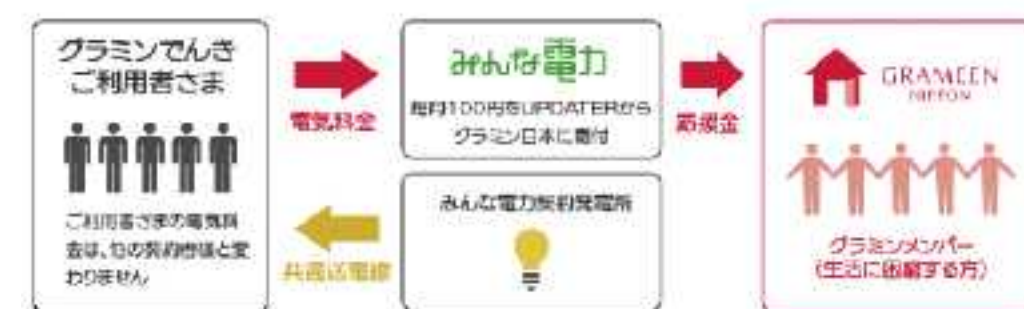 グラミンでんき
ご利用者さま
ご利用者さまの電気料
金は、他の契約者様と変
わりません
電気料金
共通送電線
みんな電力
毎月100円をUPDATERから
グラミン日本に寄付
みんな電力契約発電所
応援金
GRAMEEN
NIPPON
グラミンメンバー
(生活に困窮する方)